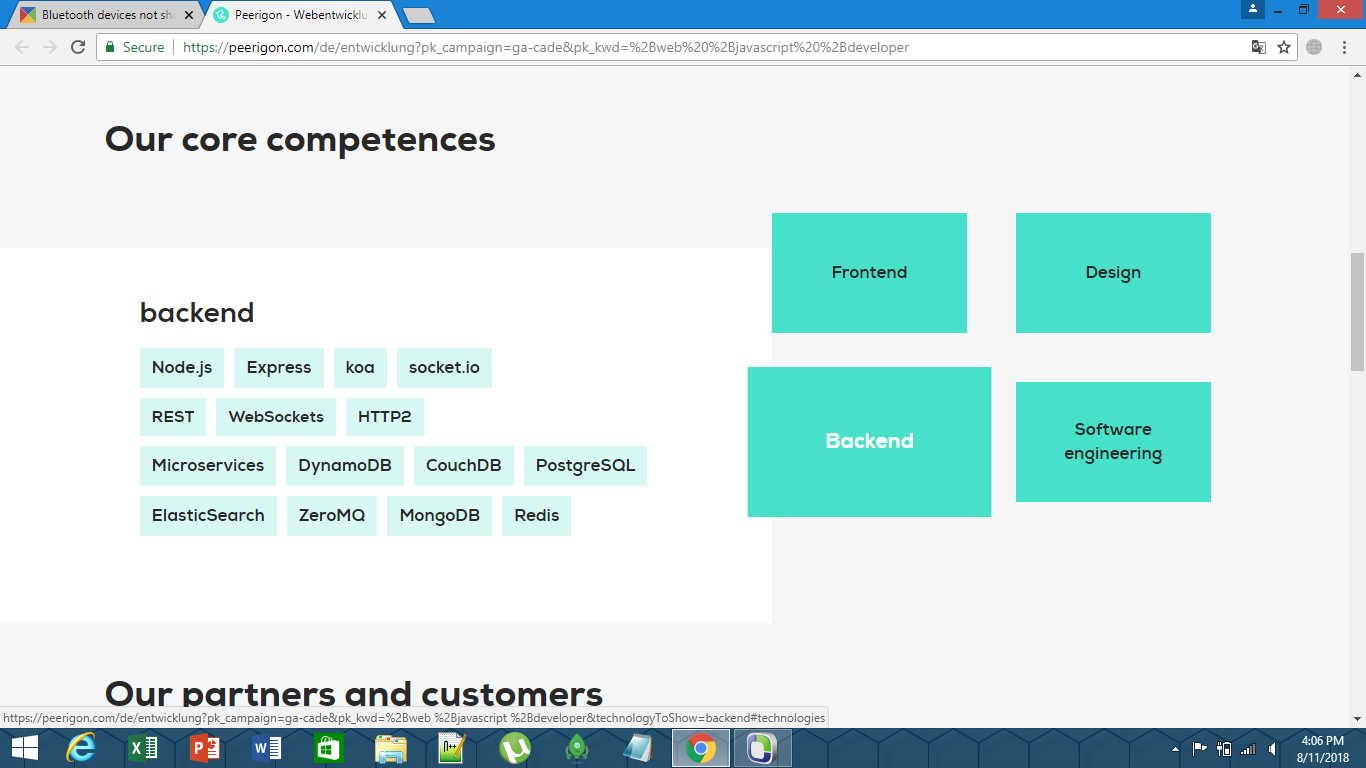 Bluetooth devices not sho
Peerigon - Webentwicklu
Secure
https://peerigon.com/de/entwicklung?pk_campaign=ga-cade&pk_kwd=%2Bweb%20%2Bjavascript%20%2Bdeveloper
Our core competences
backend
Node.js Express koa socket.io
REST WebSockets HTTP2
Microservices DynamoDB CouchDB PostgreSQL
ElasticSearch ZeroMQ MongoDB Redis
Frontend
Design
Backend
Software
engineering
Our partners and customers
https://peerigon.com/de/entwicklung?pk_campaign=ga-cade&pk_kwd=%2Bweb %2Bjavascript %2Bdeveloper&technologyToShow=backend#technologies
4:06 PM
8/11/2018